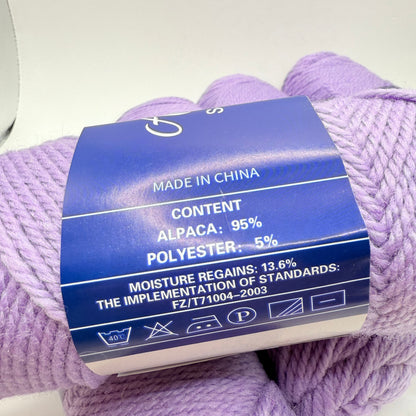 MADE IN CHINA
CONTENT
ALPACA: 95%
POLYESTER: 5%
MOISTURE REGAINS: 13.6%
THE IMPLEMENTATION OF STANDARDS:
FZ/T71004-2003
40℃ P